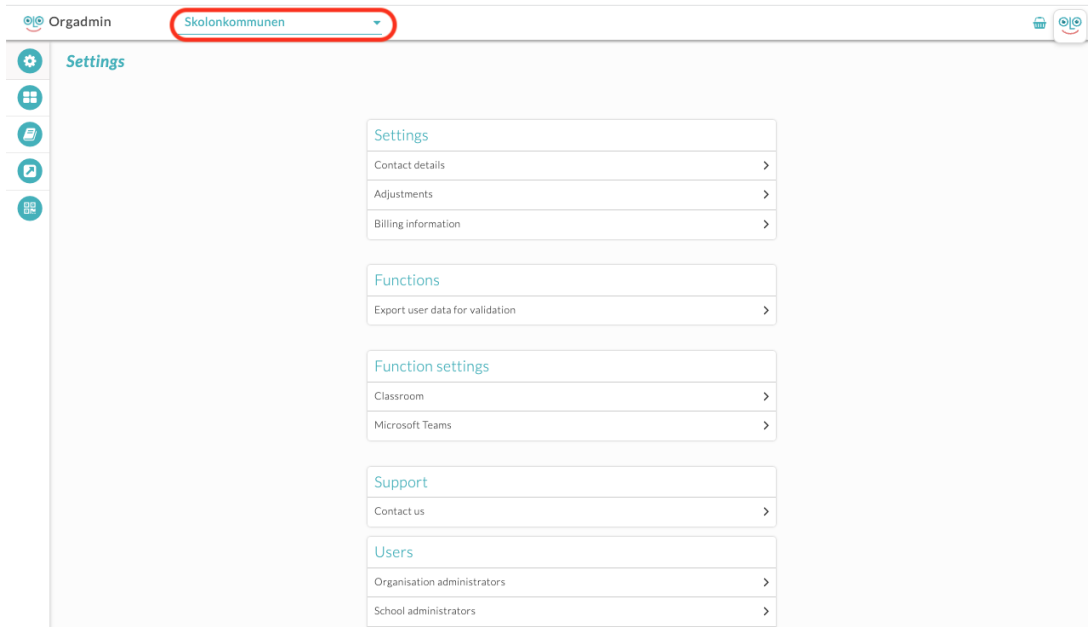 Orgadmin
Skolonkommunen
Settings
Settings
Contact details
Adjustments
Billing information
Functions
Export user data for validation
Function settings
Classroom
Microsoft Teams
Support
Contact us
Users
Organisation administrators
School administrators